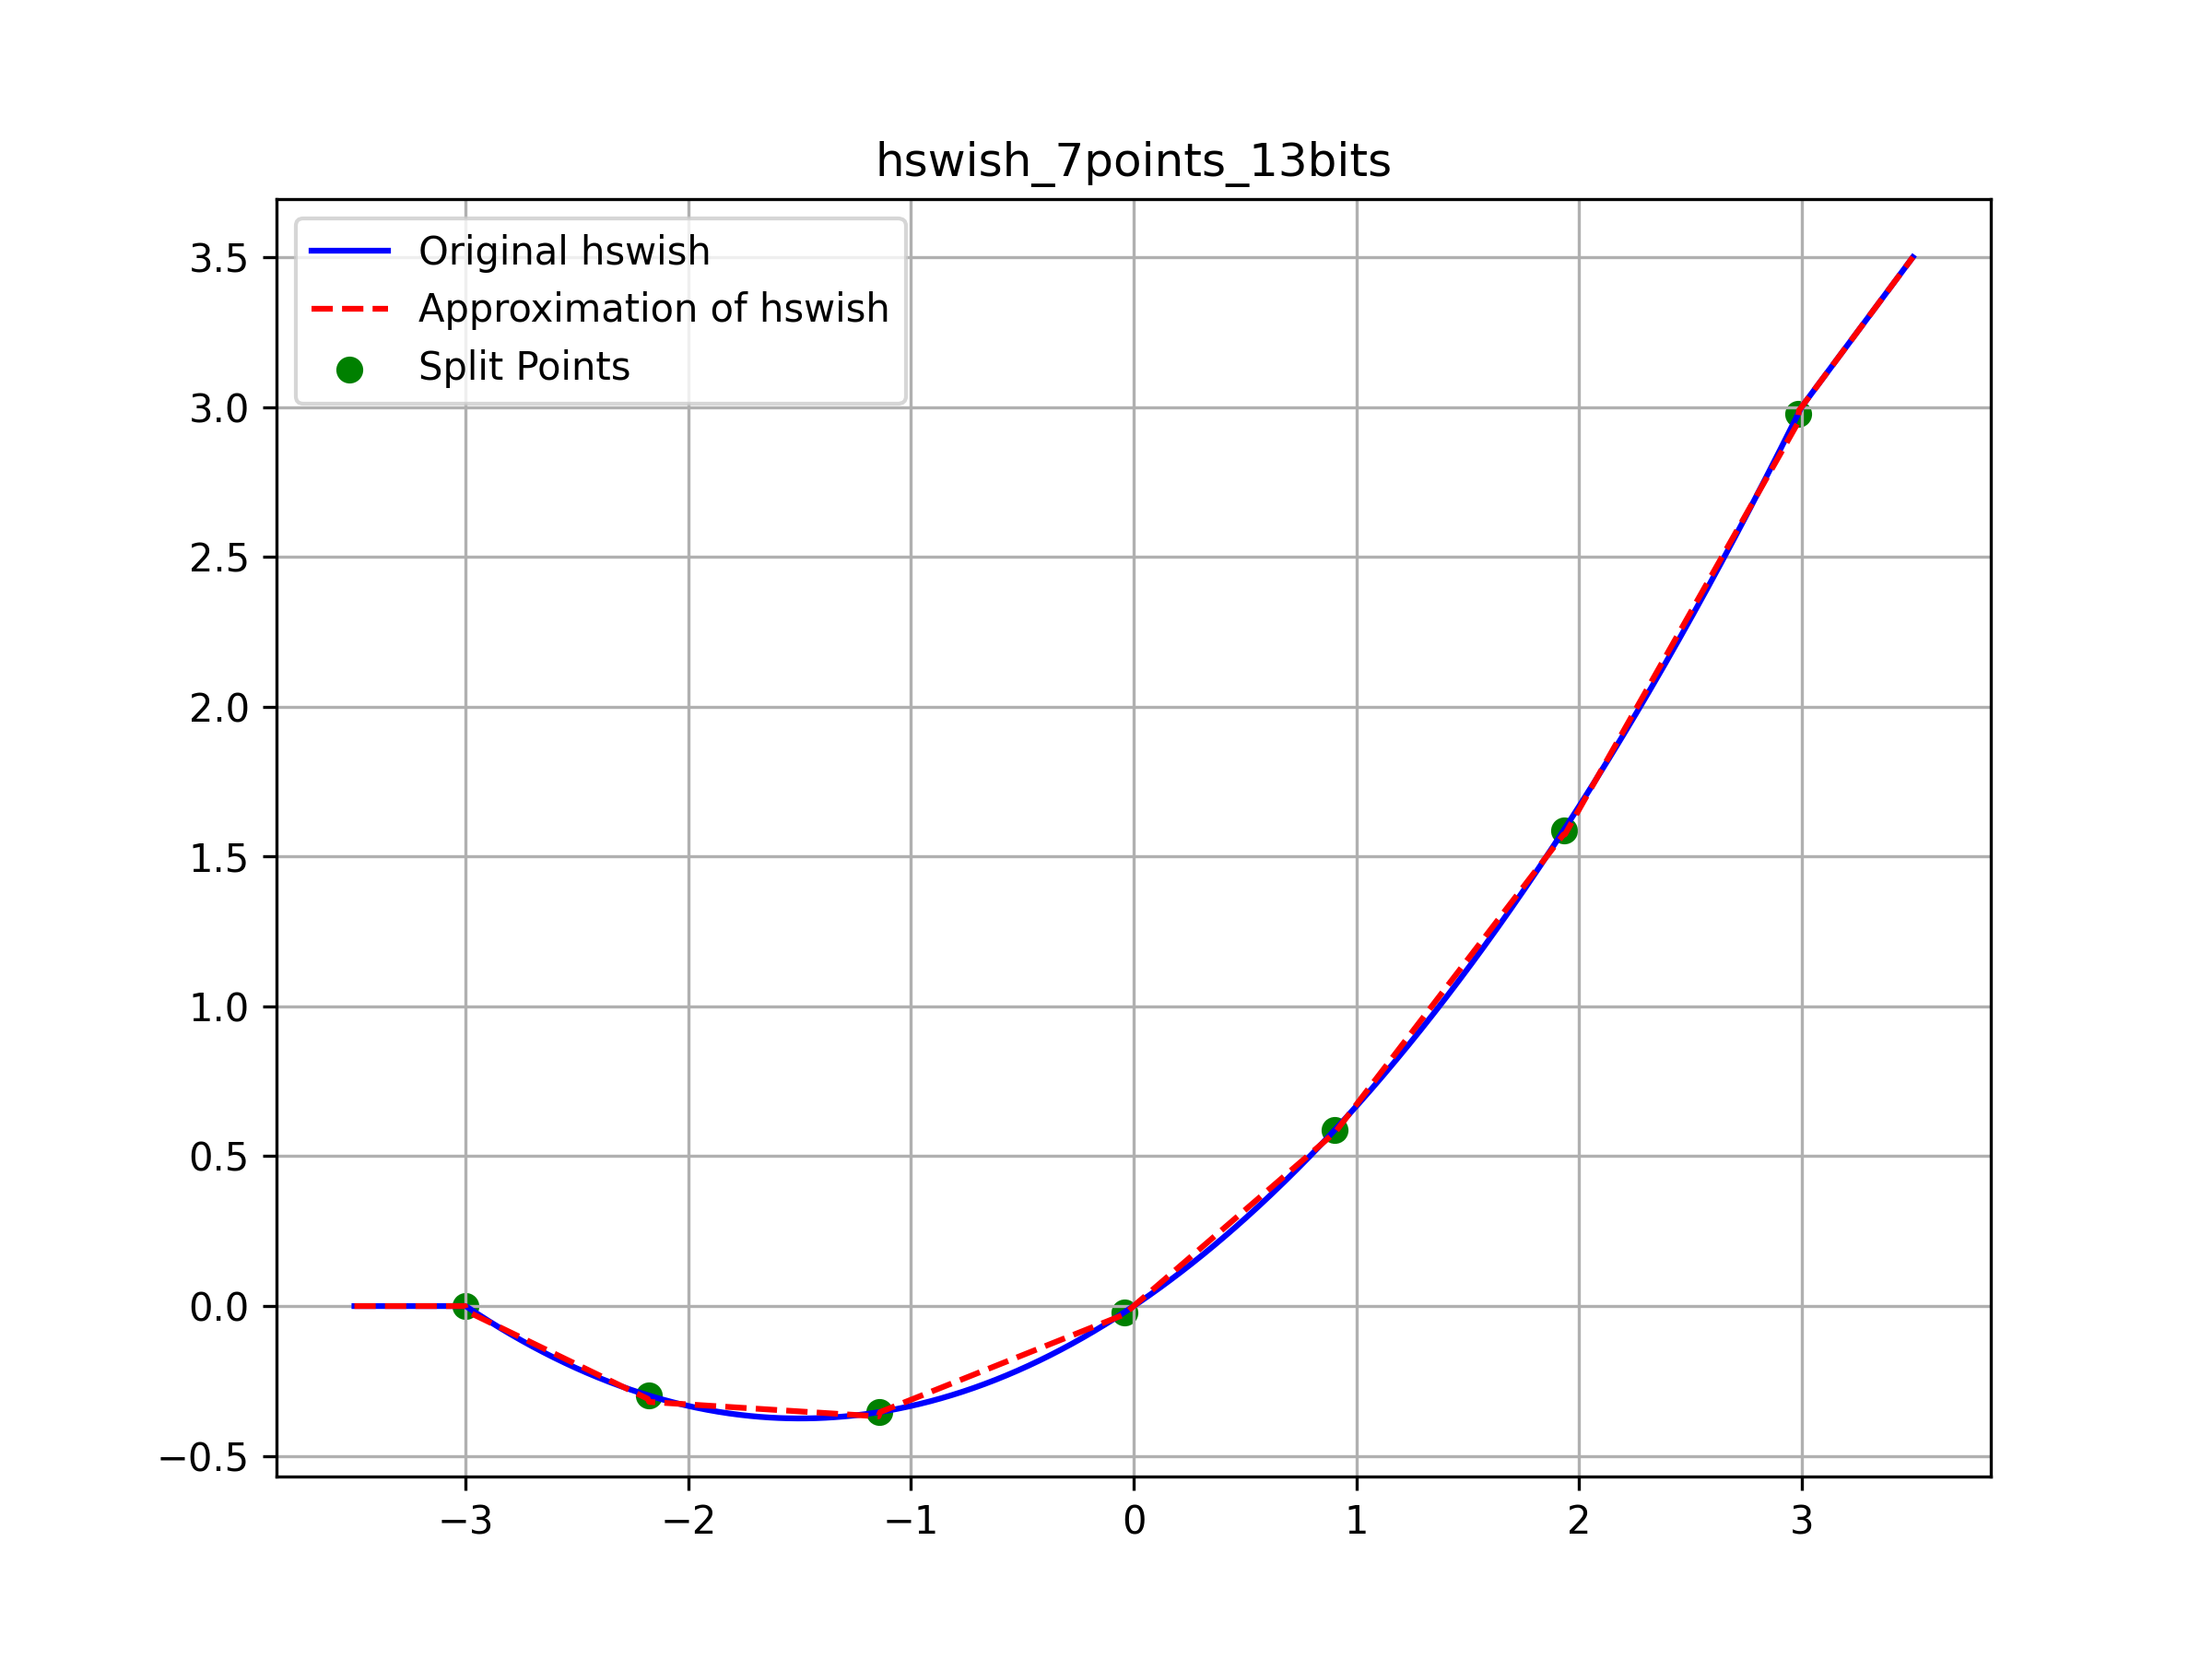 hswish_7points_13bits
Original hswish
Approximation of hswish
Split Points
3.5
3.0
2.5
2.0
1.5
1.0
0.5
0.0
−0.5
−3 −2 −1 0 1 2 3